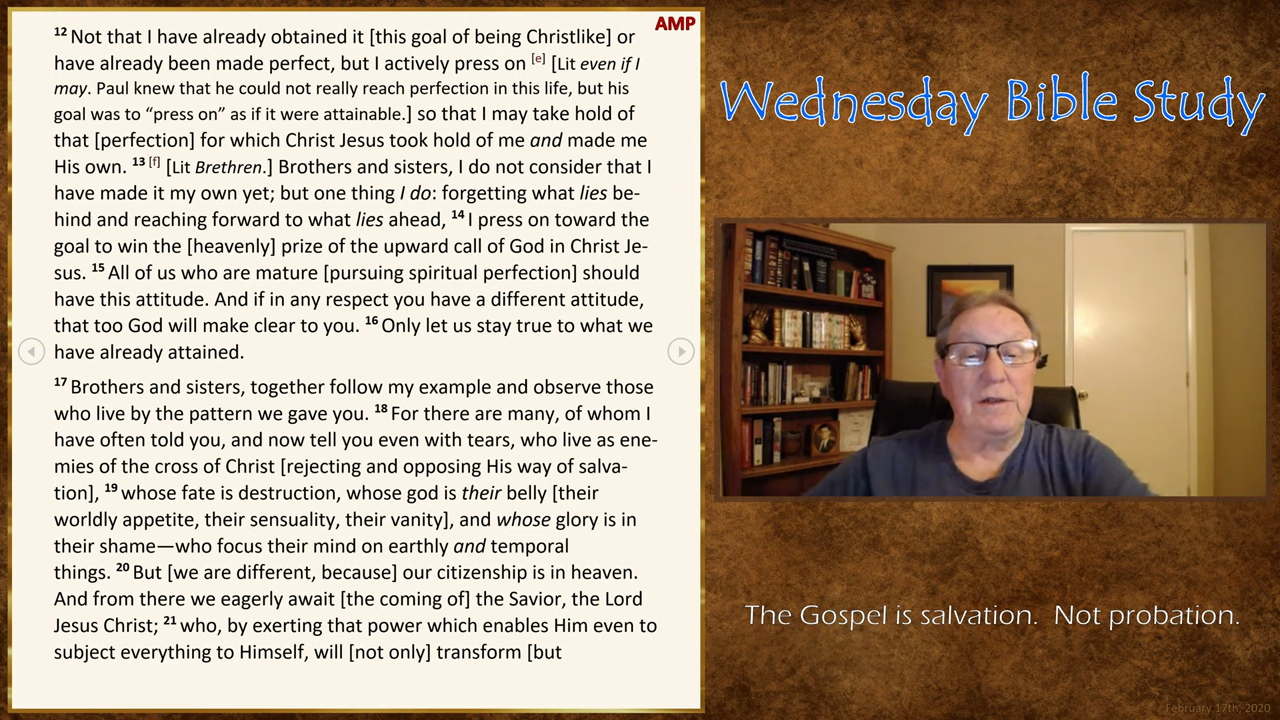 AMP
12 Not that I have already obtained it [this goal of being Christlike] or
have already been made perfect, but I actively press on [e] [Lit even if I
may. Paul knew that he could not really reach perfection in this life, but his
goal was to “press on” as if it were attainable.] so that I may take hold of
that [perfection] for which Christ Jesus took hold of me and made me
His own. 13 [f] [Lit Brethren.] Brothers and sisters, I do not consider that I
have made it my own yet; but one thing I do: forgetting what lies be-
hind and reaching forward to what lies ahead, 14 I press on toward the
goal to win the [heavenly] prize of the upward call of God in Christ Je-
sus. 15 All of us who are mature [pursuing spiritual perfection] should
have this attitude. And if in any respect you have a different attitude,
that too God will make clear to you. 16 Only let us stay true to what we
have already attained.
17 Brothers and sisters, together follow my example and observe those
who live by the pattern we gave you. 18 For there are many, of whom I
have often told you, and now tell you even with tears, who live as ene-
mies of the cross of Christ [rejecting and opposing His way of salva-
tion], 19 whose fate is destruction, whose god is their belly [their
worldly appetite, their sensuality, their vanity], and whose glory is in
their shame—who focus their mind on earthly and temporal
things. 20 But [we are different, because] our citizenship is in heaven.
And from there we eagerly await [the coming of] the Savior, the Lord
Jesus Christ; 21 who, by exerting that power which enables Him even to
subject everything to Himself, will [not only] transform [but
Wednesday Bible Study
The Gospel is salvation. Not probation.
February 17th, 2020